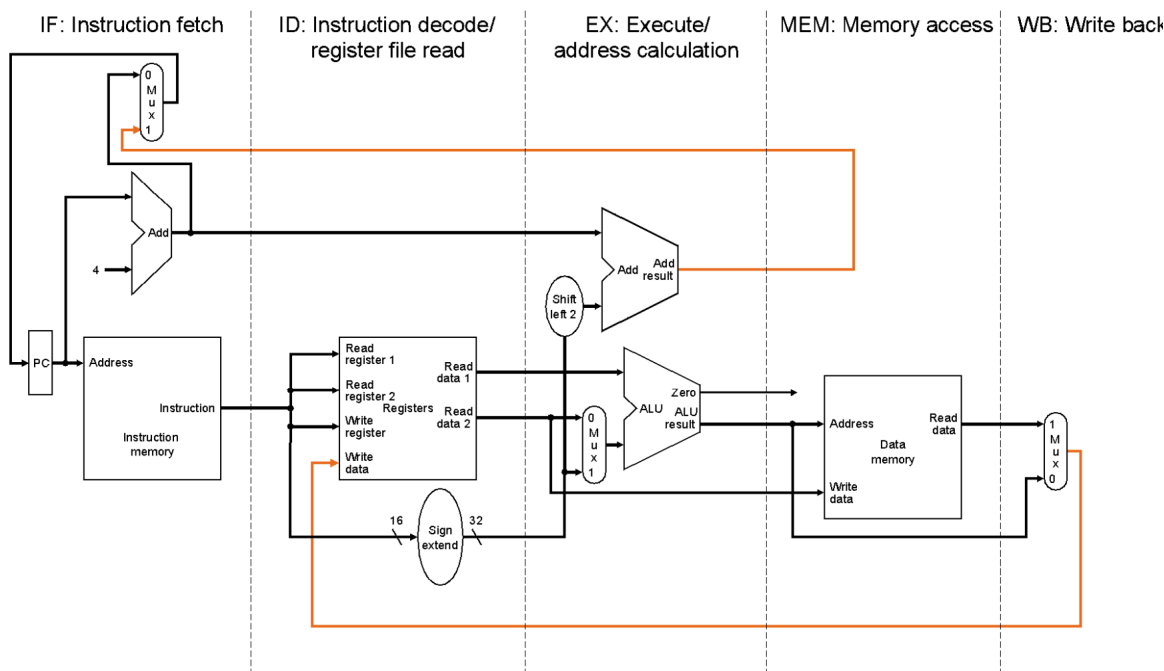 IF: Instruction fetch
ID: Instruction decode/
register file read
EX: Execute/
address calculation
MEM: Memory access
WB: Write back
0
M
u
x
1
Add
4
Shift
left 2
Add
Add
result
PC
Address
Instruction
Instruction
memory
Read
register 1
Read
register 2
Write
register
Write
data
Registers
Read
data 1
Read
data 2
16
Sign
extend
32
0
M
u
x
1
ALU
Zero
ALU
result
Address
Write
data
Data
memory
Read
data
1
M
u
x
0